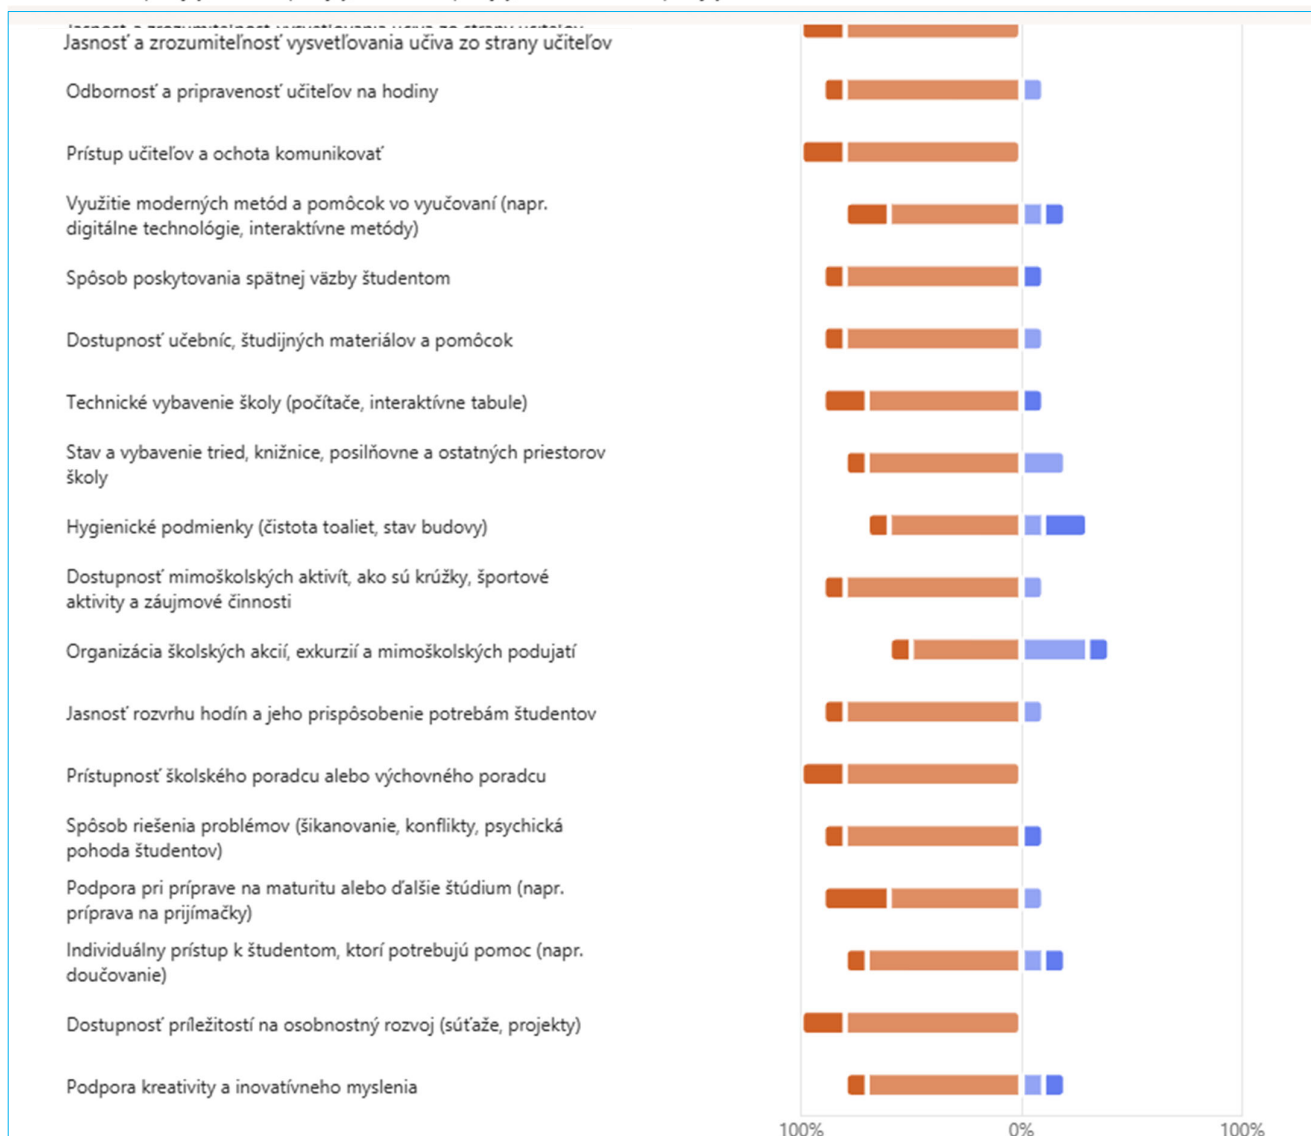 Jasnosť a zrozumiteľnosť vysvetľovania učiva zo strany učiteľov
Odbornosť a pripravenosť učiteľov na hodiny
Prístup učiteľov a ochota komunikovať
Využitie moderných metód a pomôcok vo vyučovaní (napr.
digitálne technológie, interaktívne metódy)
Spôsob poskytovania spätnej väzby študentom
Dostupnosť učebníc, študijných materiálov a pomôcok
Technické vybavenie školy (počítače, interaktívne tabule)
Stav a vybavenie tried, knižnice, posilňovne a ostatných priestorov
školy
Hygienické podmienky (čistota toaliet, stav budovy)
Dostupnosť mimoškolských aktivít, ako sú krúžky, športové
aktivity a záujmové činnosti
Organizácia školských akcií, exkurzií a mimoškolských podujatí
Jasnosť rozvrhu hodín a jeho prispôsobenie potrebám študentov
Prístupnosť školského poradcu alebo výchovného poradcu
Spôsob riešenia problémov (šikanovanie, konflikty, psychická
pohoda študentov)
Podpora pri príprave na maturitu alebo ďalšie štúdium (napr.
príprava na prijímačky)
Individuálny prístup k študentom, ktorí potrebujú pomoc (napr.
doučovanie)
Dostupnosť príležitostí na osobnostný rozvoj (súťaže, projekty)
Podpora kreativity a inovatívneho myslenia
100% 0% 100%